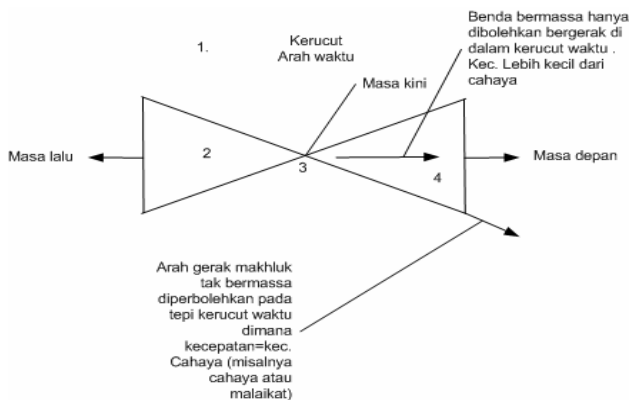 1.
Kerucut
Arah waktu
Benda bermassa hanya
dibolehkan bergerak di
dalam kerucut waktu .
Kec. Lebih kecil dari
cahaya
Masa kini
Masa lalu
2
3
4
Masa depan
Arah gerak makhluk
tak bermassa
diperbolehkan pada
tepi kerucut waktu
dimana
kecepatan=kec.
Cahaya (misalnya
cahaya atau
malaikat)